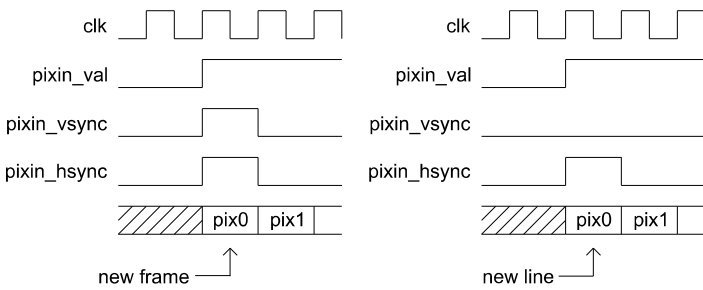 clk
pixin_val
pixin_vsync
pixin_hsync
pix0 pix1
new frame
clk
pixin_val
pixin_vsync
pixin_hsync
pix0 pix1
new line